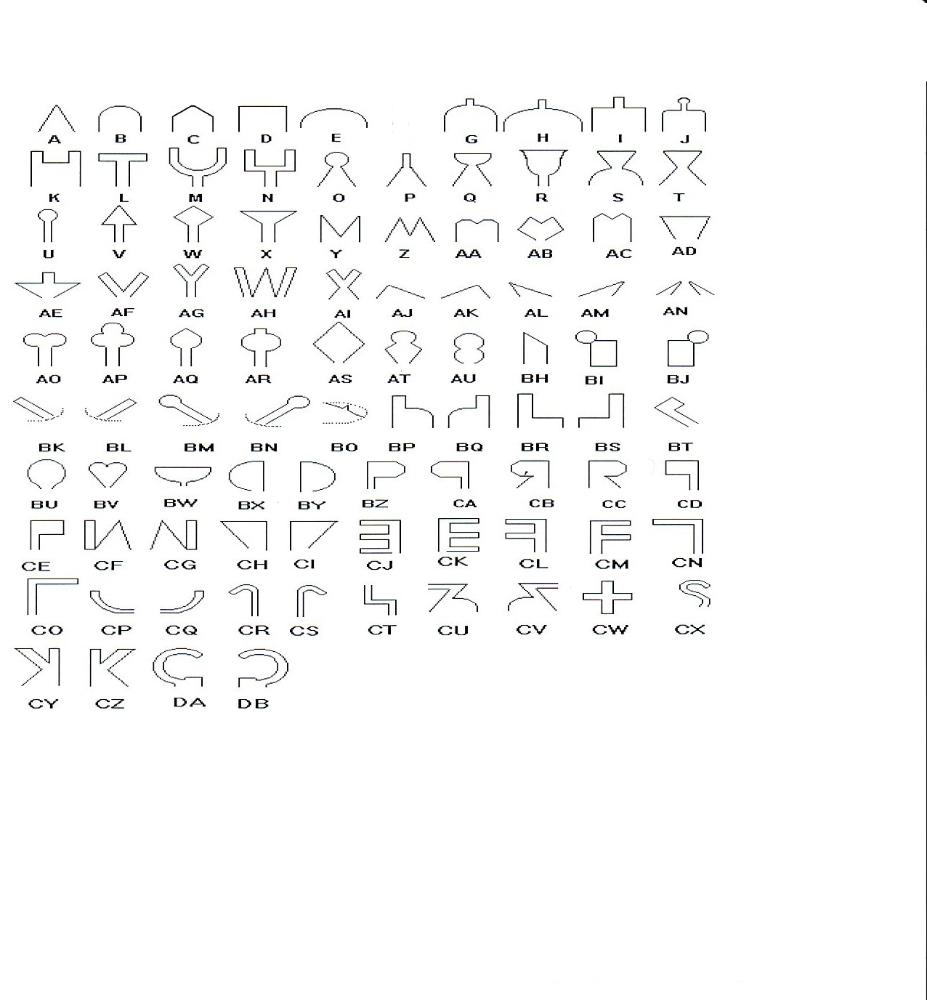 A B C D E G H I J
K L M N O P Q R S T
U V W X Y Z AA AB AC AD
AE AF AG AH AI AJ AK AL AM AN
AO AP AQ AR AS AT AU BH BI BJ
BK BL BM BN BO BP BQ BR BS BT
BU BV BW BX BY BZ CA CB CC CD
CE CF CG CH CI CJ CK CL CM CN
CO CP CQ CR CS CT CU CV CW CX
CY CZ DA DB